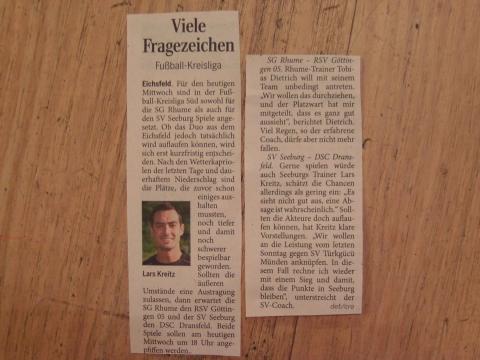 Viele
Fragezeichen
Fußball-Kreisliga
Eichsfeld. Für den heutigen
Mittwoch sind in der Fuß-
ball-Kreisliga Süd sowohl für
die SG Rhume als auch für
den SV Seeburg Spiele ange-
setzt. Ob das Duo aus dem
Eichsfeld jedoch tatsächlich
wird auflaufen können, wird
sich erst kurzfristig entschei-
den. Nach den Wetterkaprio-
len der letzten Tage und dau-
erhaftem Niederschlag sind
die Plätze, die zuvor schon
einiges aus-
halten
mussten,
noch tiefer
und damit
noch
schwerer
bespielbar
geworden.
Sollten die
äußeren
Lars Kreitz
Umstände eine Austragung
zulassen, dann erwartet die
SG Rhume den RSV Göttin-
gen 05 und der SV Seeburg
den DSC Dransfeld. Beide
Spiele sollen am heutigen
Mittwoch um 18 Uhr ange-
pfiffen werden.
SG Rhume – RSV Göttin-
gen 05. Rhume-Trainer Tobi-
as Dietrich will mit seinem
Team unbedingt antreten.
„Wir wollen das durchziehen,
und der Platzwart hat mir
mitgeteilt, dass es ganz gut
aussieht“, berichtet Dietrich.
Viel Regen, so der erfahrene
Coach, dürfe aber nicht mehr
fallen.
SV Seeburg – DSC Drans-
feld. Gerne spielen würde
auch Seeburgs Trainer Lars
Kreitz, schätzt die Chancen
allerdings als gering ein: „Es
sieht nicht gut aus, eine Ab-
sage ist wahrscheinlich.“ Soll-
ten die Akteure doch auflau-
fen können, hat Kreitz klare
Vorstellungen. „Wir wollen
an die Leistung vom letzten
Sonntag gegen SV Türkgücü
Münden anknüpfen. In die-
sem Fall rechne ich wieder
mit einem Sieg und damit,
dass die Punkte in Seeburg
bleiben“, unterstreicht der
SV-Coach.